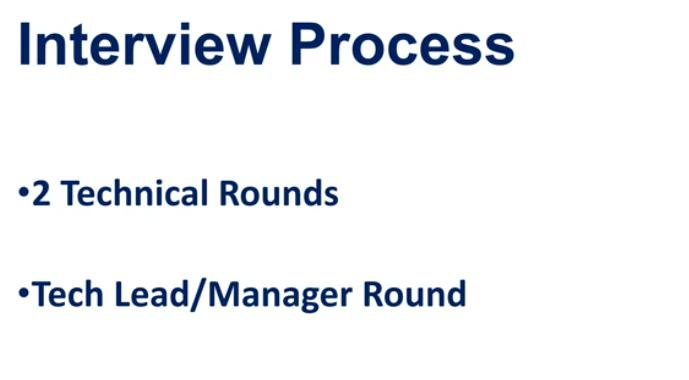 Interview Process
•2 Technical Rounds
•Tech Lead/Manager Round